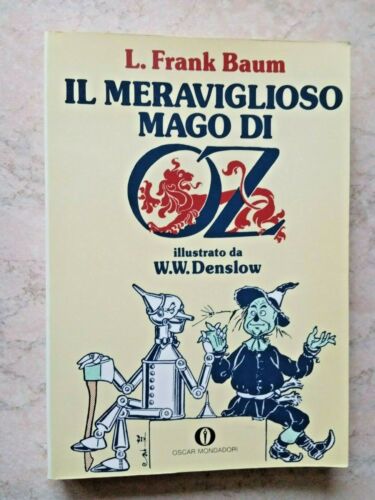 L. Frank Baum
IL MERAVIGLIOSO
MAGO DI
OZ
illustrato da
W.W. Denslow
OSCAR MONDADORI